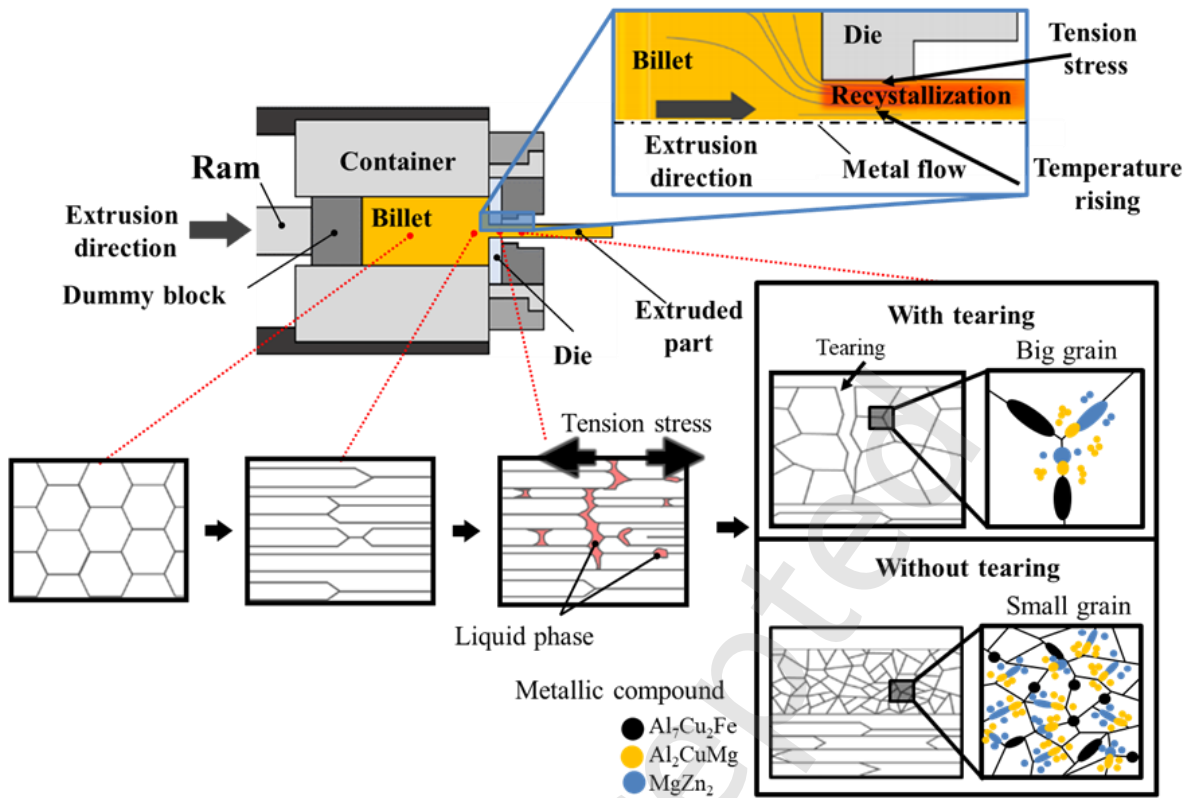 Billet
Die
Tension
stress
Recystallization
Extrusion
direction
Metal flow
Temperature
rising
Ram
Container
Extrusion
direction
Billet
Dummy block
Die
Extruded
part
With tearing
Tearing
Big grain
Tension stress
Liquid phase
Without tearing
Small grain
Metallic compound
Al₇Cu₂Fe
Al₂CuMg
MgZn₂
epted